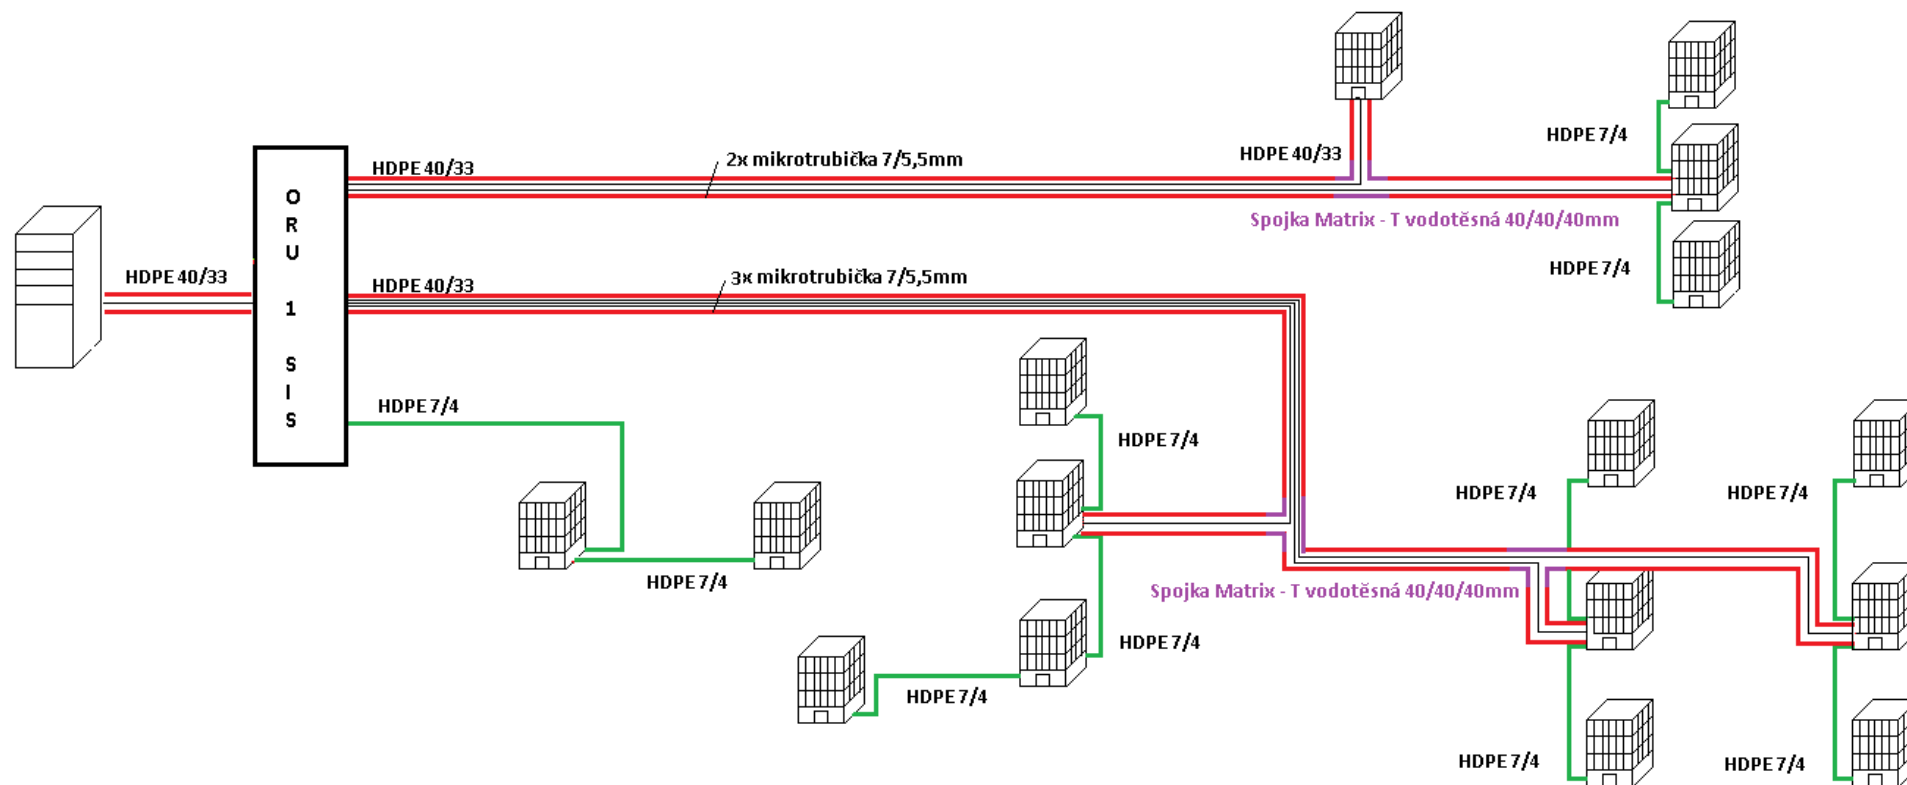 HDPE 7/4
HDPE 40/33
2x mikrotrubička 7/5,5mm
HDPE 40/33
O
R
U
1
S
I
S
Spojka Matrix - T vodotěsná 40/40/40mm
HDPE 7/4
HDPE 40/33
HDPE 40/33
3x mikrotrubička 7/5,5mm
HDPE 7/4
HDPE 7/4
HDPE 7/4
HDPE 7/4
HDPE 7/4
Spojka Matrix - T vodotěsná 40/40/40mm
HDPE 7/4
HDPE 7/4
HDPE 7/4
HDPE 7/4